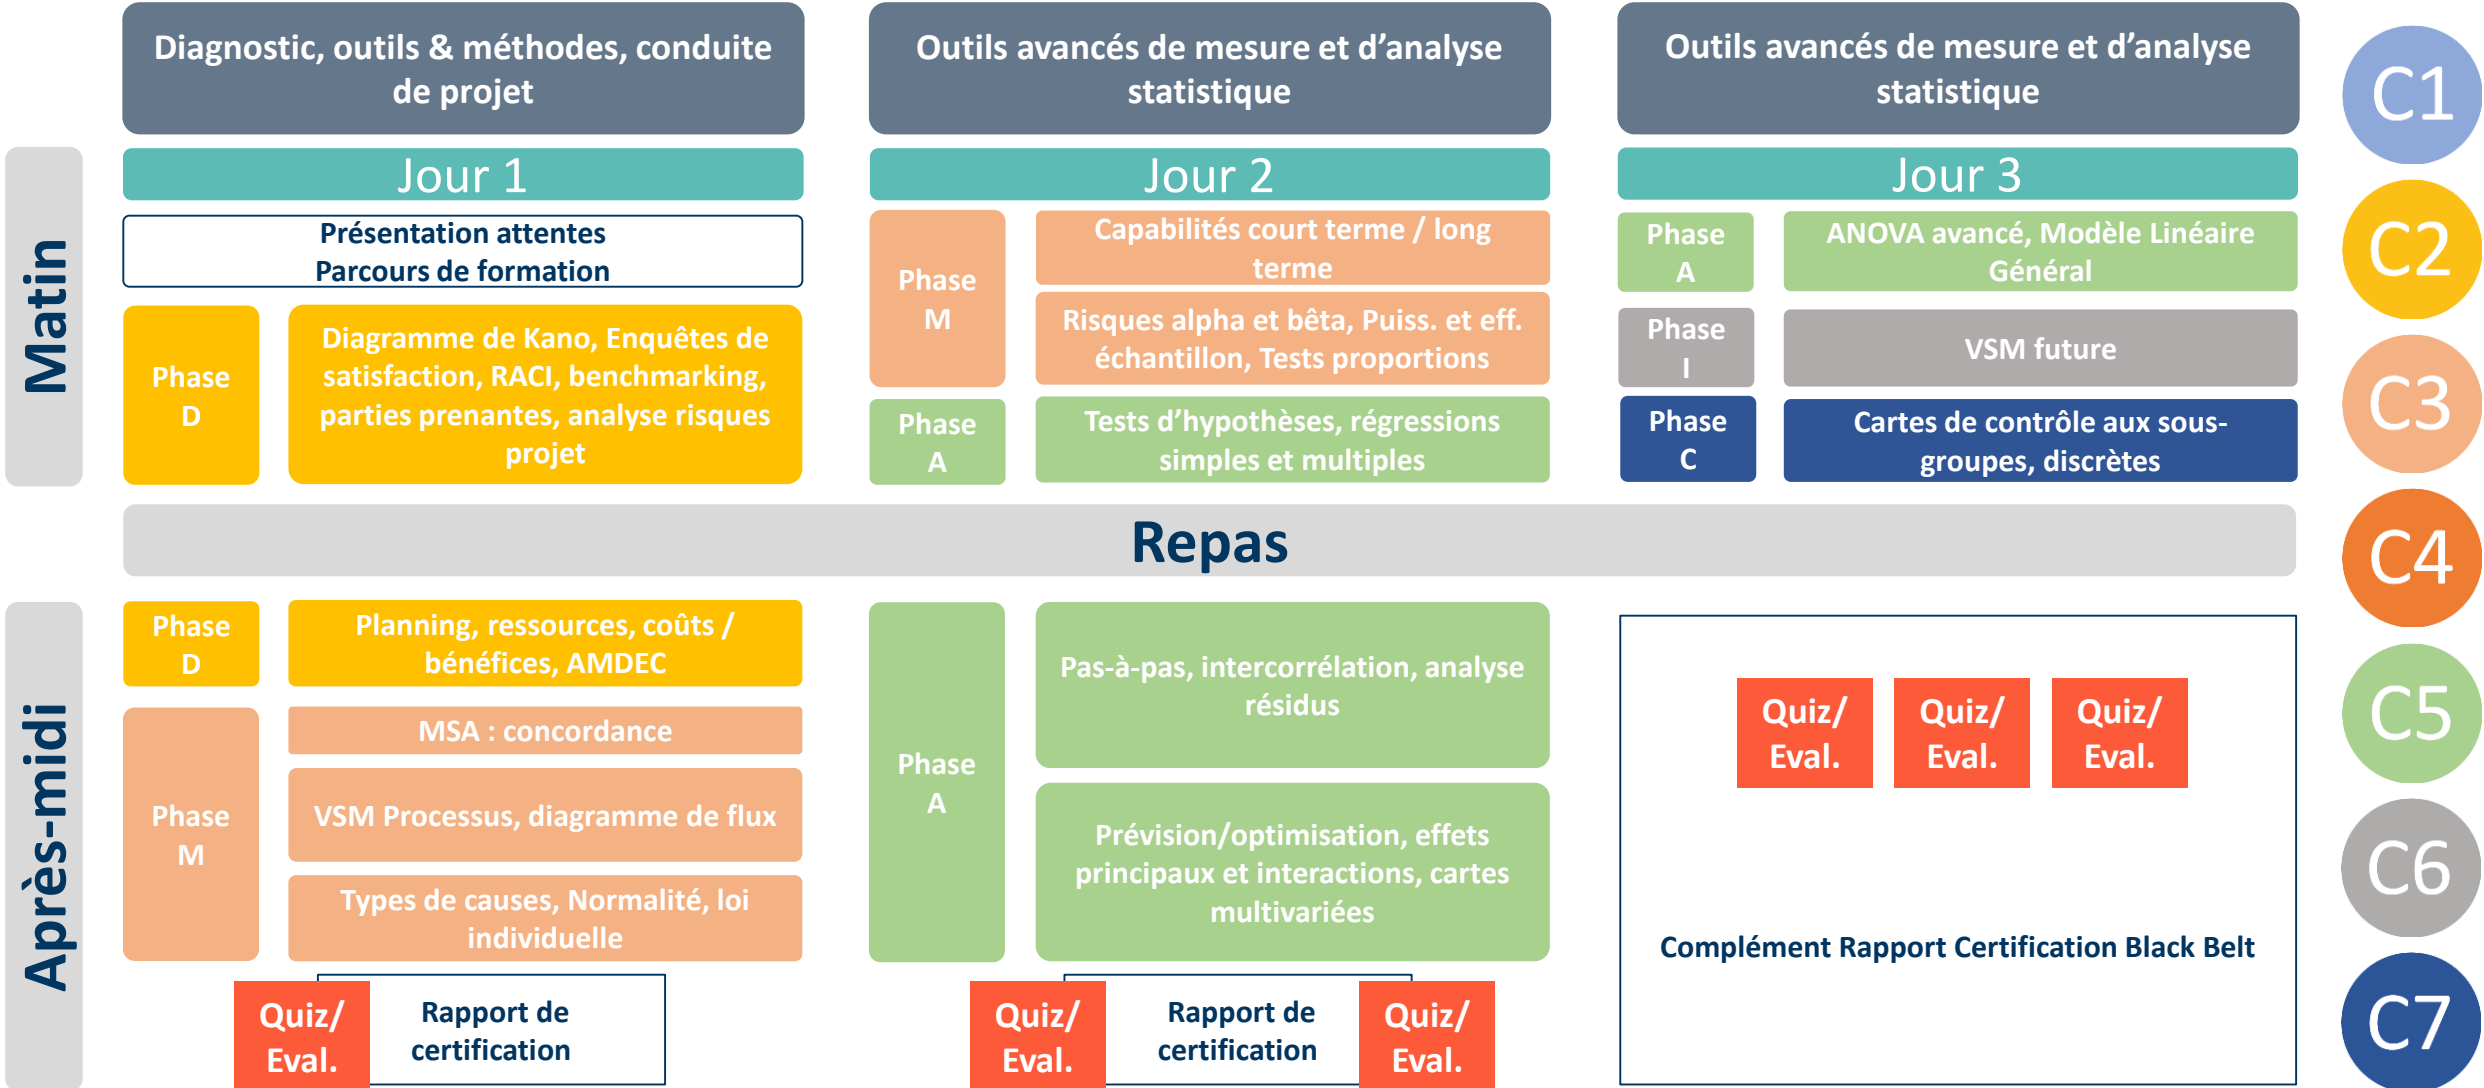 Diagnostic, outils & méthodes, conduite
de projet
Outils avancés de mesure et d’analyse
statistique
Outils avancés de mesure et d’analyse
statistique
Matin
Jour 1
Présentation attentes
Parcours de formation
Phase
D
Diagramme de Kano, Enquêtes de
satisfaction, RACI, benchmarking,
parties prenantes, analyse risques
projet
Jour 2
Phase
M
Capabilités court terme / long
terme
Risques alpha et bêta, Puiss. et eff.
échantillon, Tests proportions
Phase
A
Tests d’hypothèses, régressions
simples et multiples
Jour 3
Phase
A
ANOVA avancé, Modèle Linéaire
Général
Phase
I
VSM future
Phase
C
Cartes de contrôle aux sous-
groupes, discrètes
Repas
Après-midi
Phase
D
Planning, ressources, coûts /
bénéfices, AMDEC
Phase
M
MSA : concordance
VSM Processus, diagramme de flux
Types de causes, Normalité, loi
individuelle
Quiz/
Eval.
Rapport de
certification
Phase
A
Pas-à-pas, intercorrélation, analyse
résidus
Prévision/optimisation, effets
principaux et interactions, cartes
multivariées
Quiz/
Eval.
Rapport de
certification
Quiz/
Eval.
Quiz/
Eval.
Quiz/
Eval.
Quiz/
Eval.
Complément Rapport Certification Black Belt
C1
C2
C3
C4
C5
C6
C7